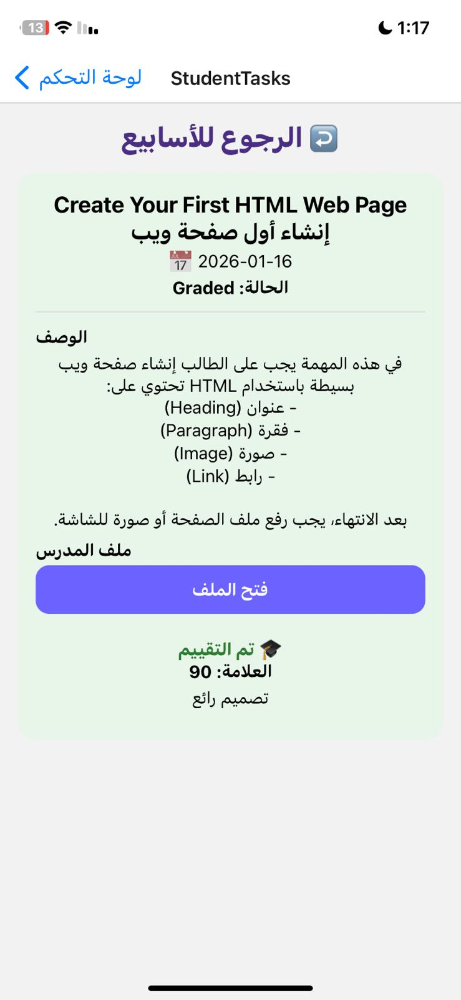 13
1:17
لوحة التحكم
StudentTasks
الرجوع للأسابيع
Create Your First HTML Web Page
إنشاء أول صفحة ويب
JUL
17
2026-01-16
الحالة: Graded
الوصف
في هذه المهمة يجب على الطالب إنشاء صفحة ويب
بسيطة باستخدام HTML تحتوي على:
- عنوان (Heading)
- فقرة (Paragraph)
- صورة (Image)
- رابط (Link)
بعد الانتهاء، يجب رفع ملف الصفحة أو صورة للشاشة.
ملف المدرس
فتح الملف
تم التقييم
العلامة: 90
تصميم رائع